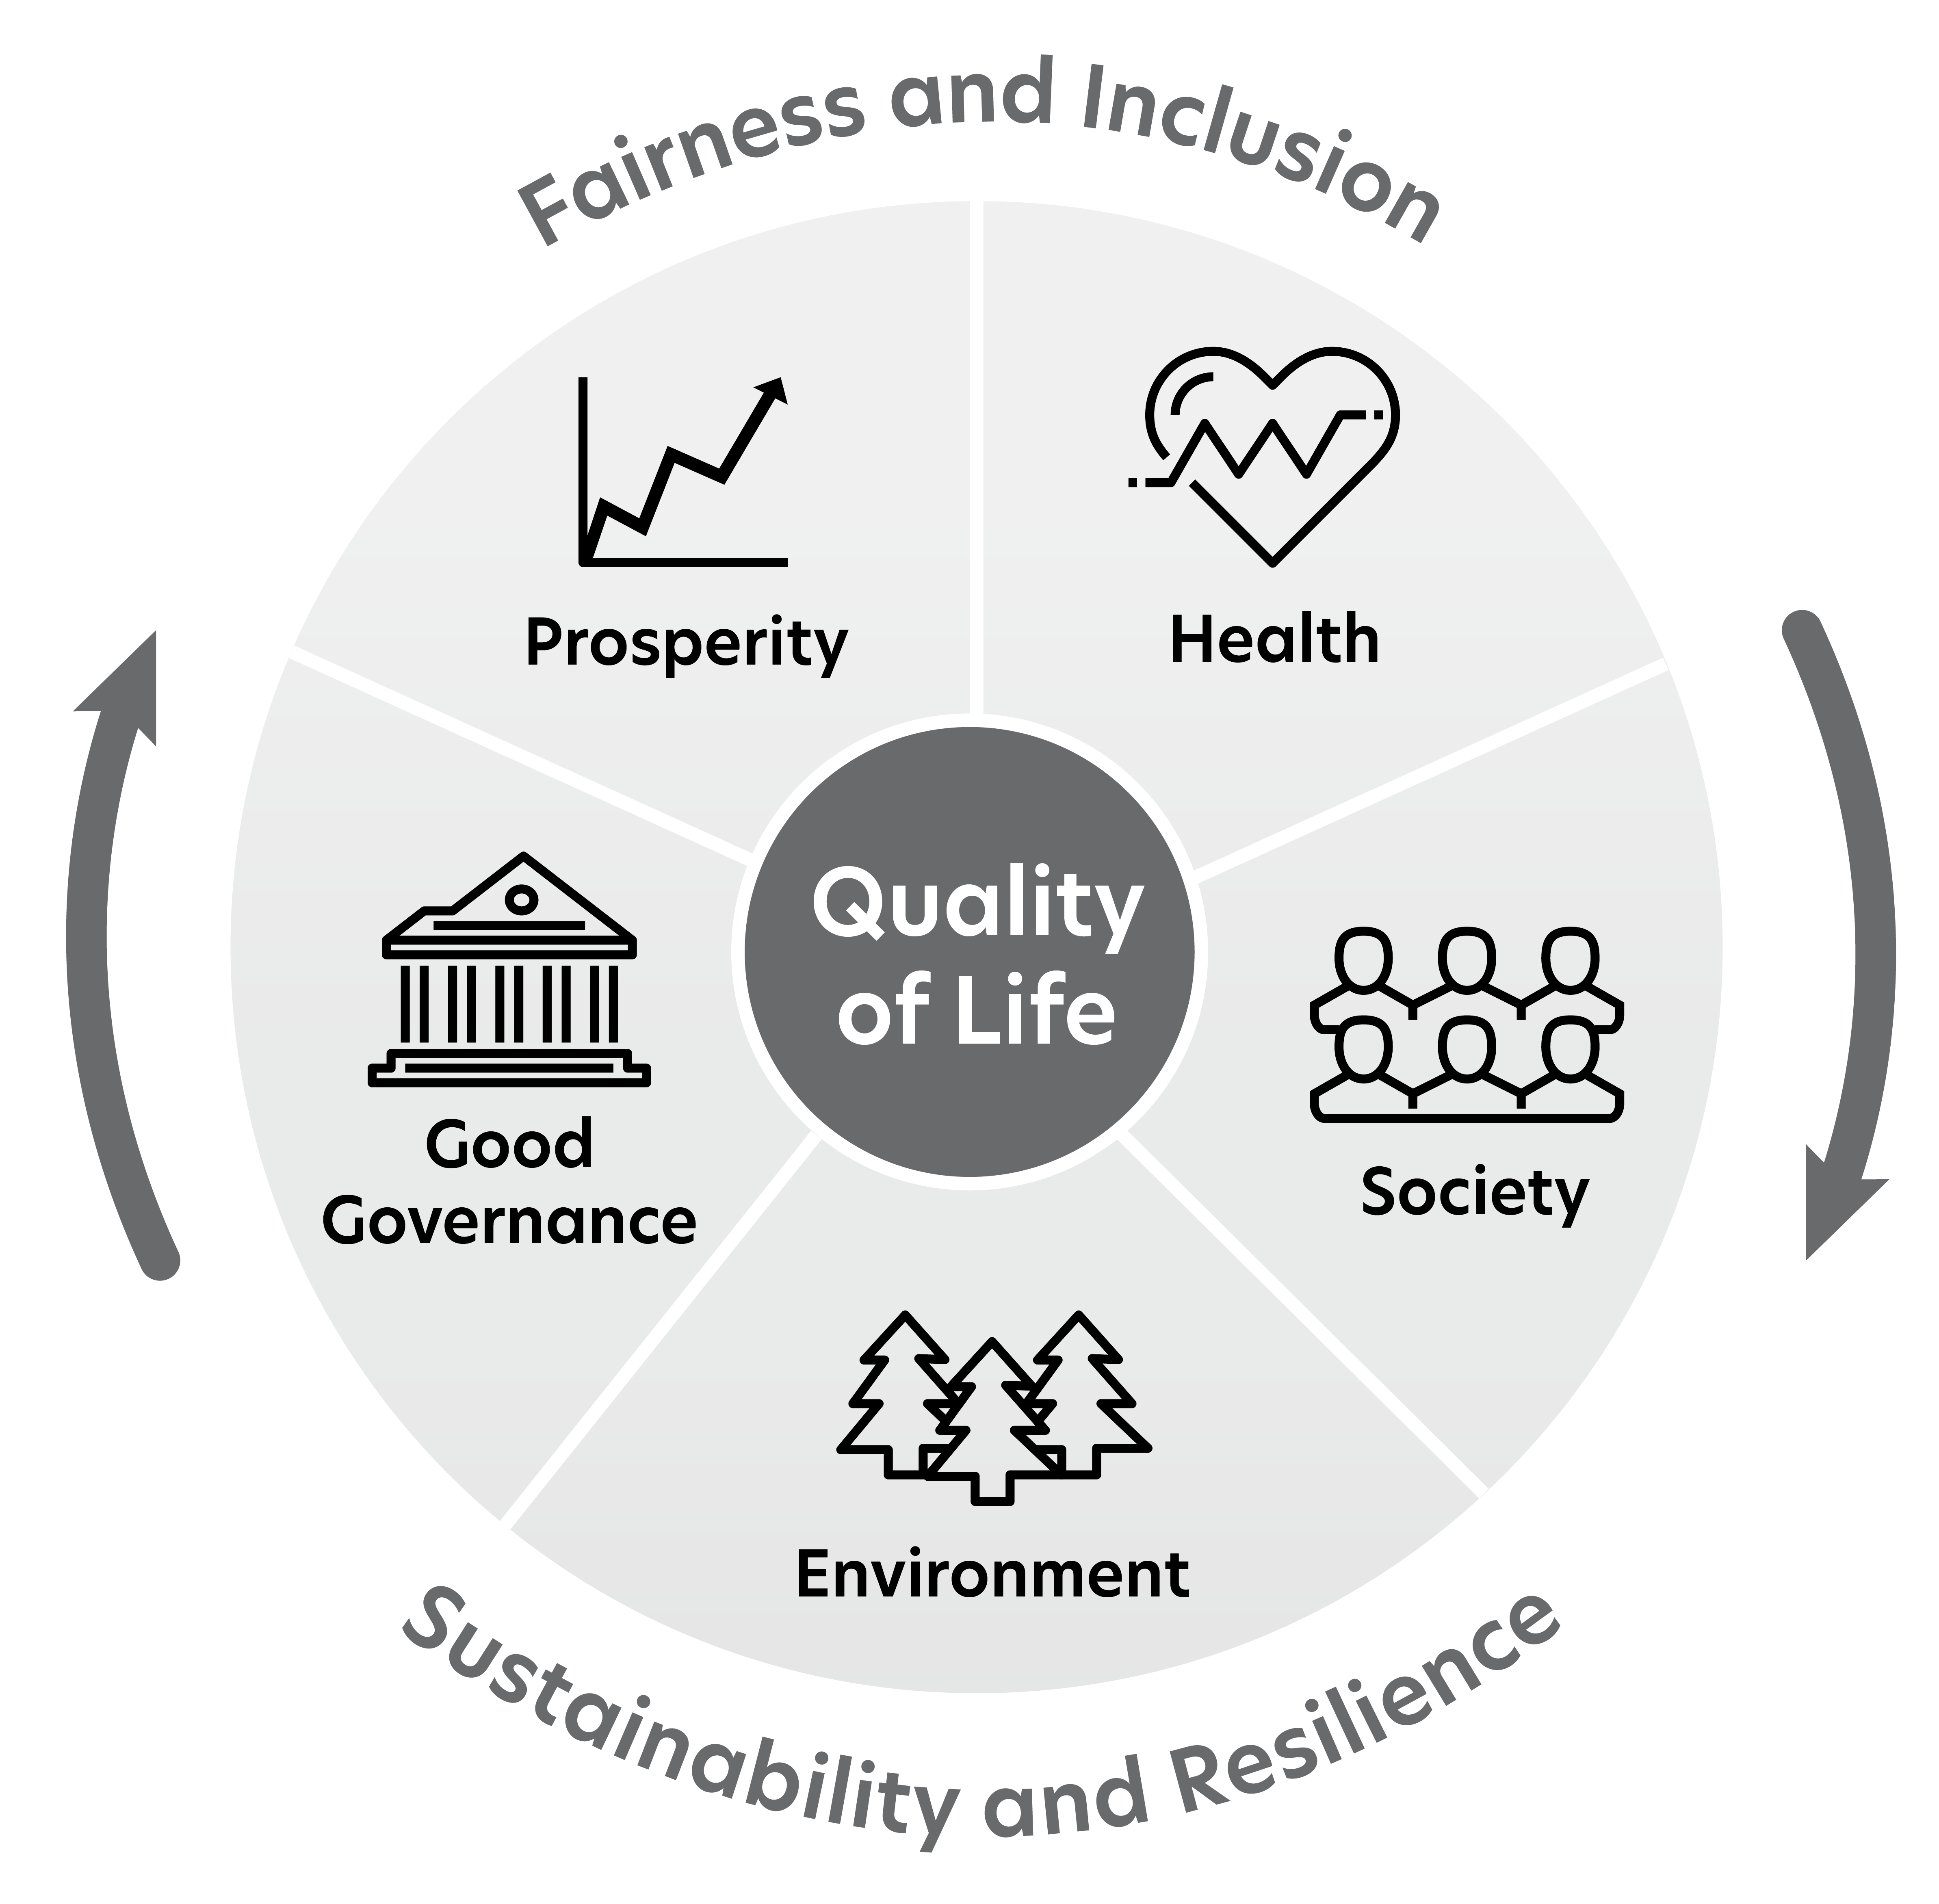 Fairness and Inclusion
Prosperity
Health
Quality
of Life
Good
Governance
Society
Environment
Sustainability and Resilience